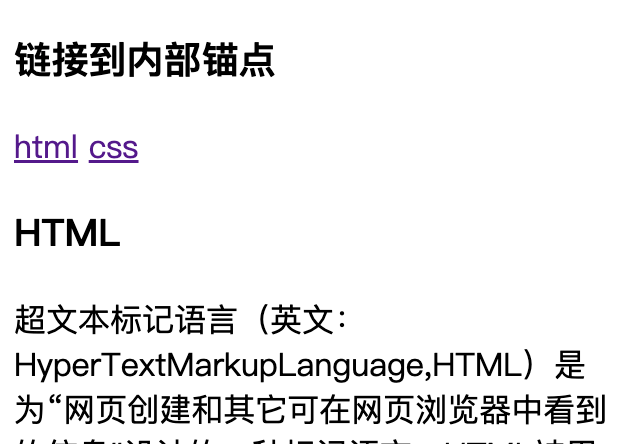 链接到内部锚点
html css
HTML
超文本标记语言（英文：
HyperTextMarkupLanguage,HTML）是
为“网页创建和其它可在网页浏览器中看到